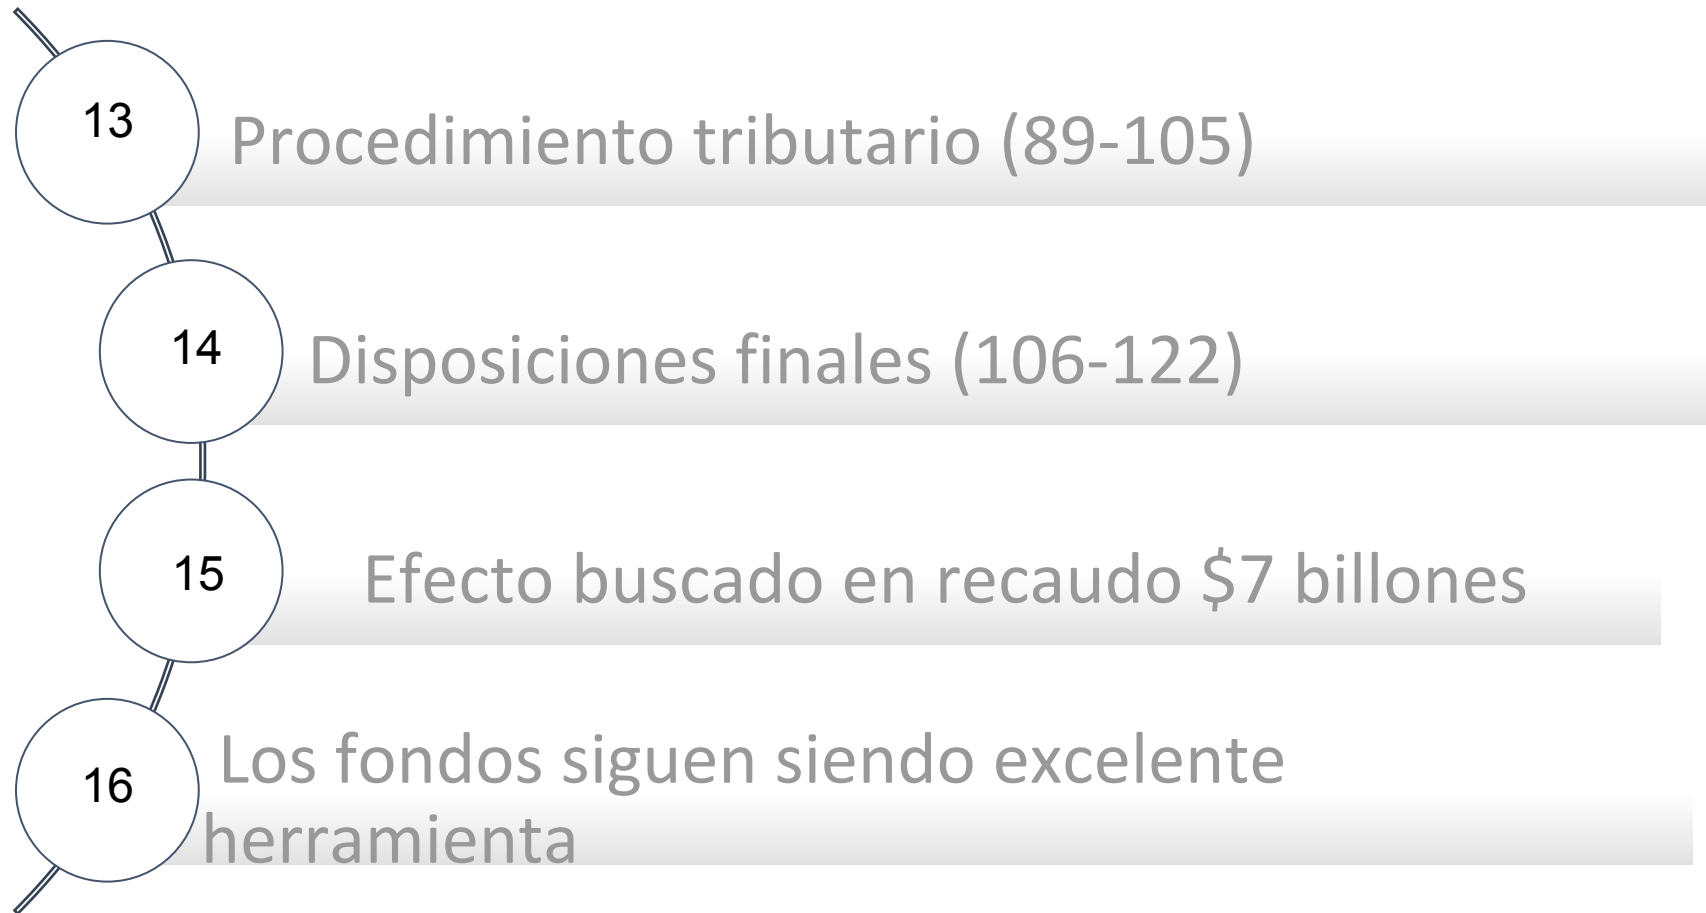 13
Procedimiento tributario (89-105)
14
Disposiciones finales (106-122)
15
Efecto buscado en recaudo $7 billones
16
Los fondos siguen siendo excelente
herramienta